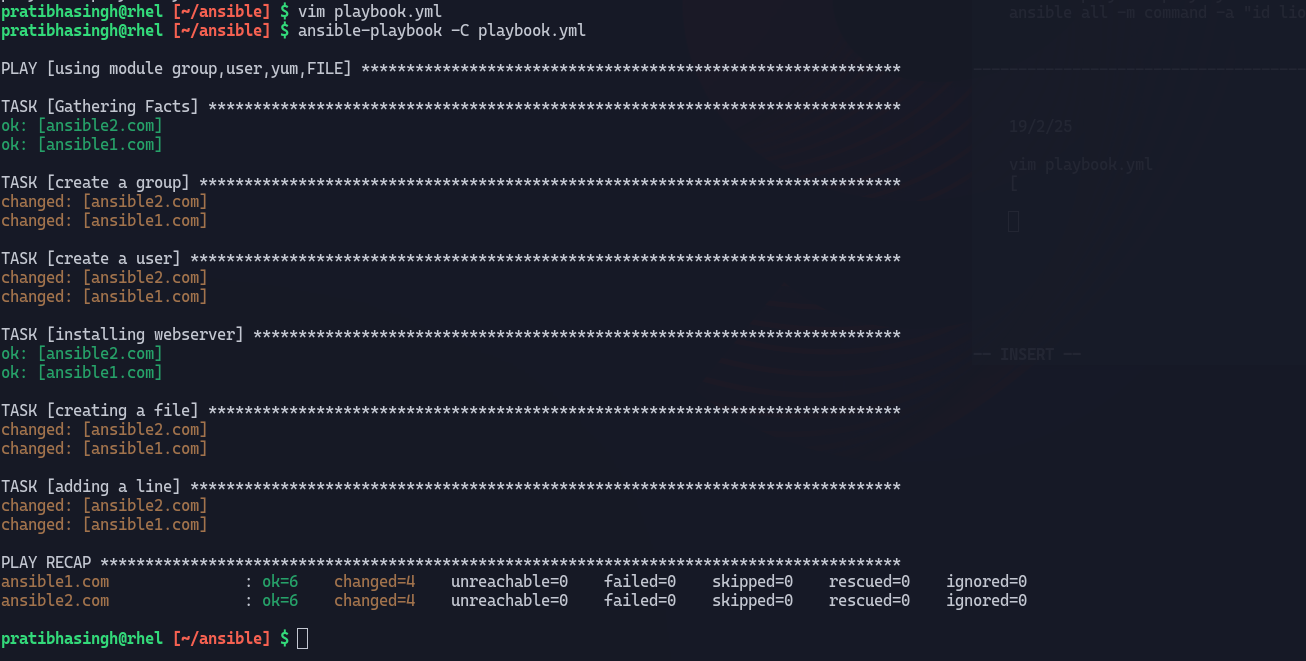 pratibhasingh@rhel [~/ansible] $ vim playbook.yml
pratibhasingh@rhel [~/ansible] $ ansible-playbook -C playbook.yml
PLAY [using module group,user,yum,FILE] ************************************************************
TASK [Gathering Facts] *****************************************************************************
ok: [ansible2.com]
ok: [ansible1.com]
TASK [create a group] ******************************************************************************
changed: [ansible2.com]
changed: [ansible1.com]
TASK [create a user] *******************************************************************************
changed: [ansible2.com]
changed: [ansible1.com]
TASK [installing webserver] ************************************************************************
ok: [ansible2.com]
ok: [ansible1.com]
TASK [creating a file] *****************************************************************************
changed: [ansible2.com]
changed: [ansible1.com]
TASK [adding a line] *******************************************************************************
changed: [ansible2.com]
changed: [ansible1.com]
PLAY RECAP *****************************************************************************************
ansible1.com : ok=6 changed=4 unreachable=0 failed=0 skipped=0 rescued=0 ignored=0
ansible2.com : ok=6 changed=4 unreachable=0 failed=0 skipped=0 rescued=0 ignored=0
pratibhasingh@rhel [~/ansible] $
ansible all -m command -a "id
19/2/25
vim playbook.yml
[
-- INSERT --